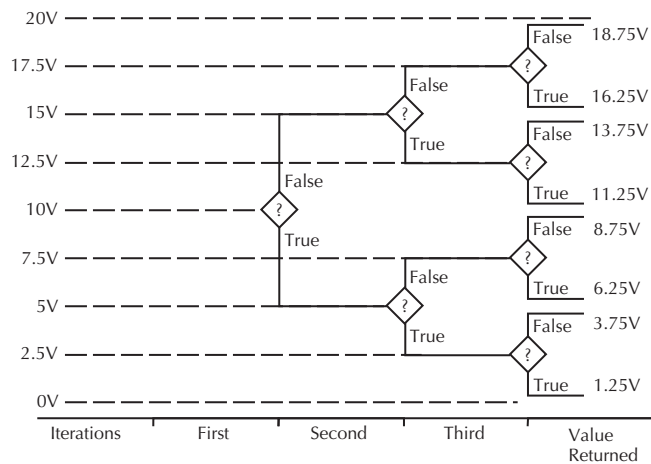 20V
False 18.75V
17.5V ?
False
True 16.25V
15V ?
False 13.75V
True
12.5V ?
False
True 11.25V
10V ?
False 8.75V
True
7.5V ?
False
True 6.25V
5V ?
False 3.75V
True
2.5V ?
True 1.25V
0V
Iterations First Second Third Value
Returned